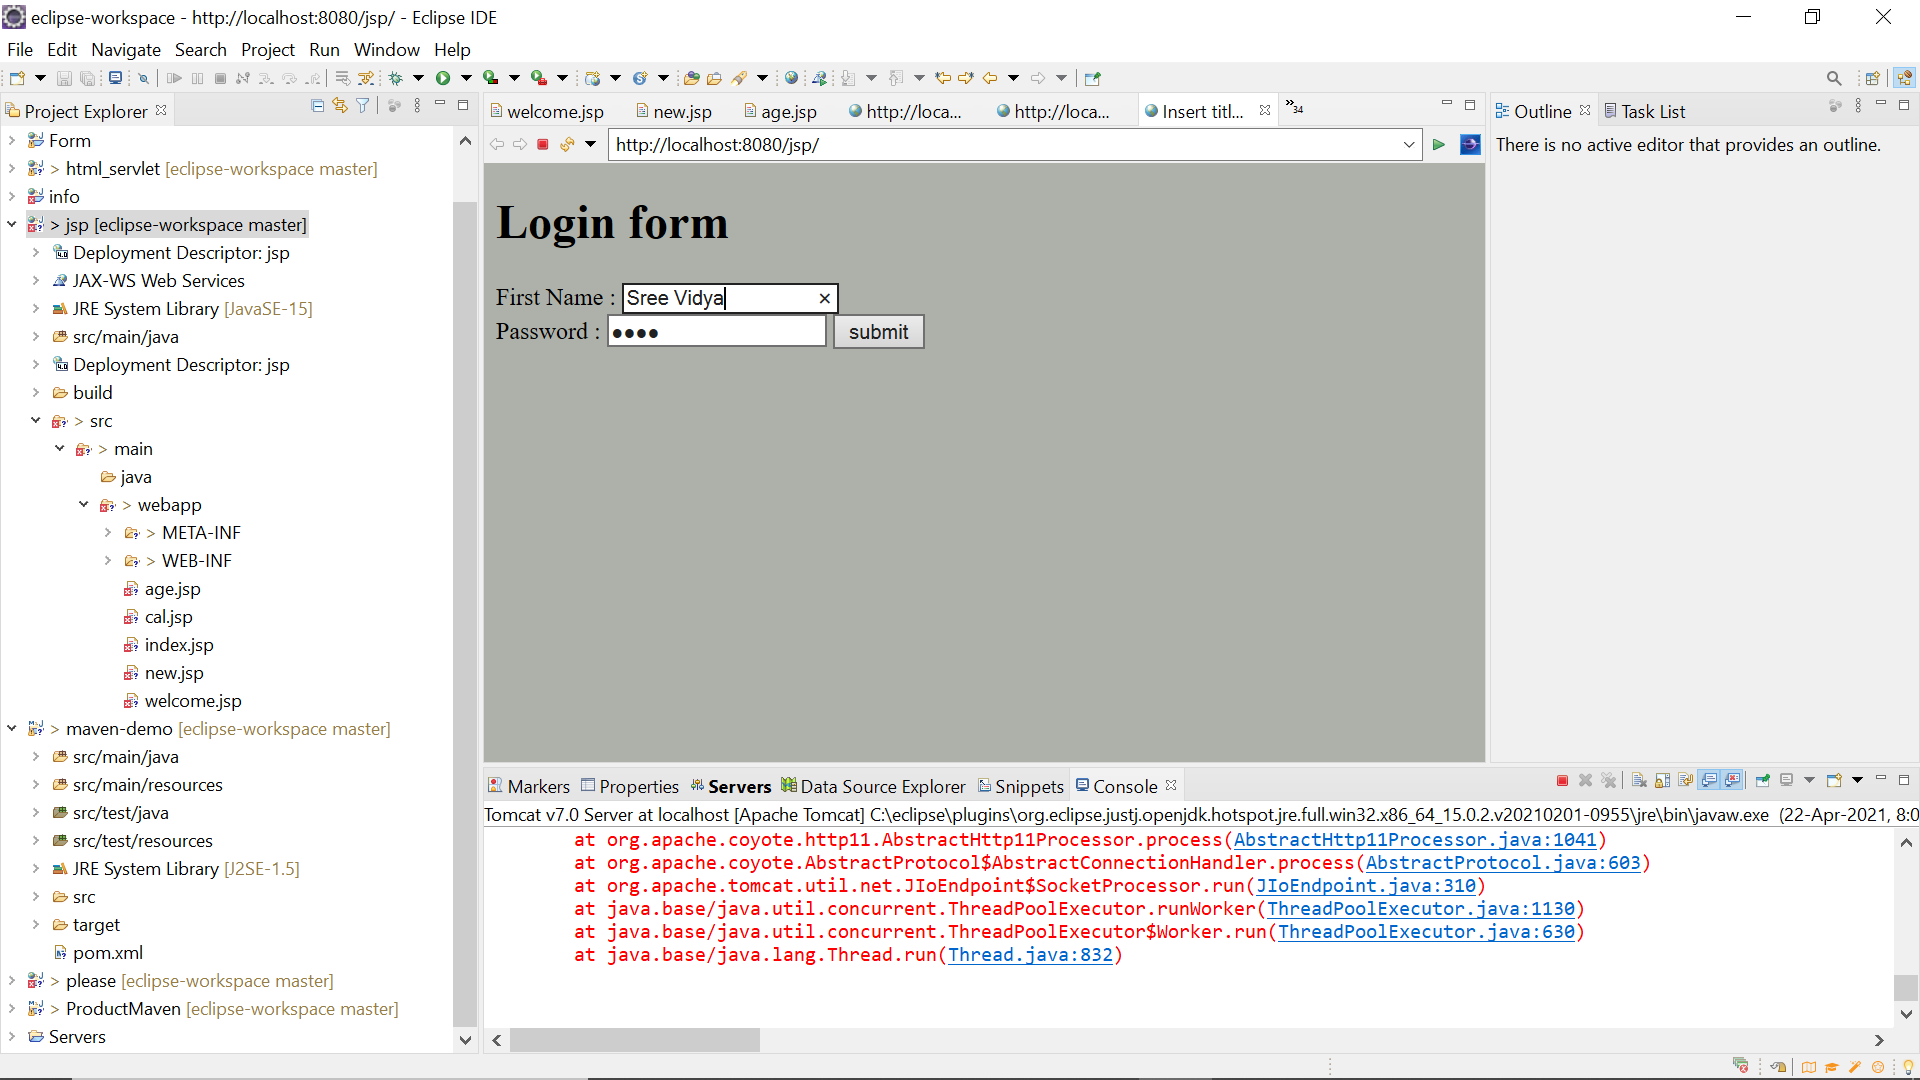 eclipse-workspace - http://localhost:8080/jsp/ - Eclipse IDE
File Edit Navigate Search Project Run Window Help
Project Explorer
Form
> html_servlet [eclipse-workspace master]
info
> jsp [eclipse-workspace master]
Deployment Descriptor: jsp
JAX-WS Web Services
JRE System Library [JavaSE-15]
src/main/java
Deployment Descriptor: jsp
build
> src
> main
java
> webapp
> META-INF
> WEB-INF
age.jsp
cal.jsp
index.jsp
new.jsp
welcome.jsp
> maven-demo [eclipse-workspace master]
src/main/java
src/main/resources
src/test/java
src/test/resources
JRE System Library [J2SE-1.5]
src
target
pom.xml
> please [eclipse-workspace master]
> ProductMaven [eclipse-workspace master]
Servers
welcome.jsp new.jsp age.jsp http://loca... http://loca... Insert titl... »34
http://localhost:8080/jsp/
Login form
First Name : Sree Vidya
Password : ●●●● submit
Outline Task List
There is no active editor that provides an outline.
Markers Properties Servers Data Source Explorer Snippets Console
Tomcat v7.0 Server at localhost [Apache Tomcat] C:\eclipse\plugins\org.eclipse.justj.openjdk.hotspot.jre.full.win32.x86_64_15.0.2.v20210201-0955\jre\bin\javaw.exe (22-Apr-2021, 8:0
at org.apache.coyote.http11.AbstractHttp11Processor.process(AbstractHttp11Processor.java:1041)
at org.apache.coyote.AbstractProtocol$AbstractConnectionHandler.process(AbstractProtocol.java:603)
at org.apache.tomcat.util.net.JIoEndpoint$SocketProcessor.run(JIoEndpoint.java:310)
at java.base/java.util.concurrent.ThreadPoolExecutor.runWorker(ThreadPoolExecutor.java:1130)
at java.base/java.util.concurrent.ThreadPoolExecutor$Worker.run(ThreadPoolExecutor.java:630)
at java.base/java.lang.Thread.run(Thread.java:832)